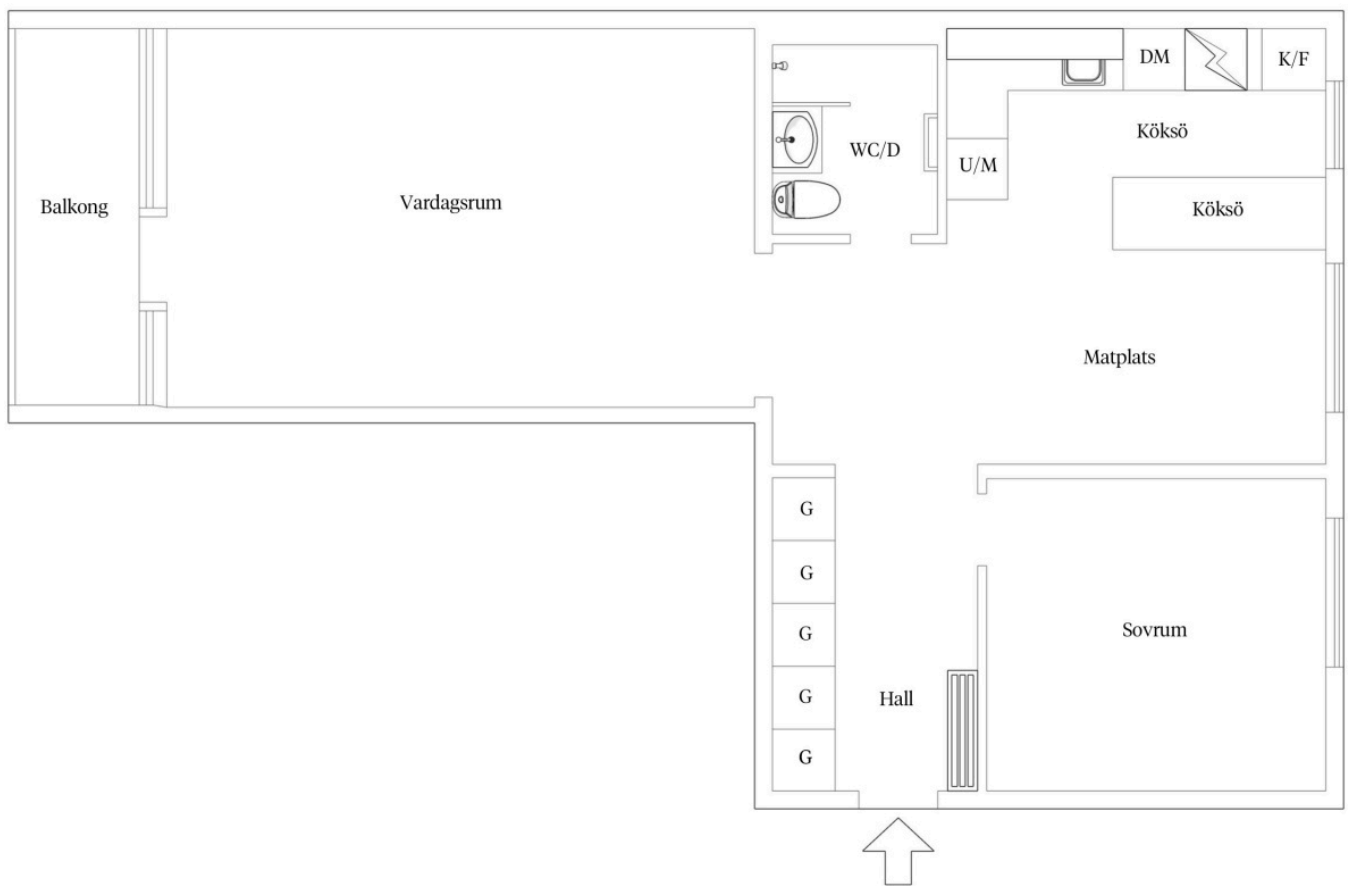 DM
K/F
Köksö
WC/D
U/M
Balkong
Vardagsrum
Köksö
Matplats
G
G
G
Sovrum
G
Hall
G